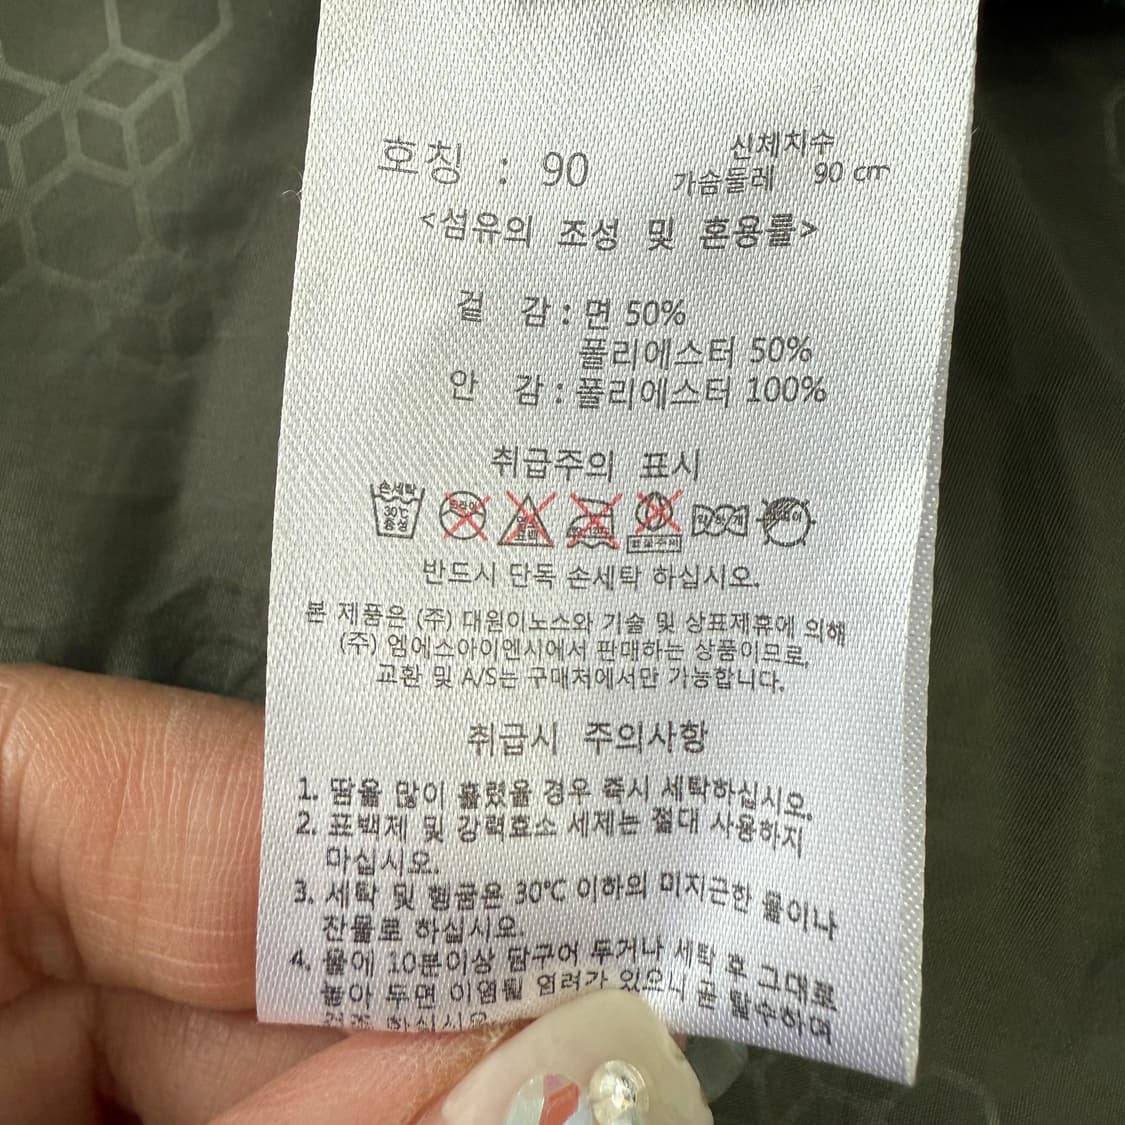 호칭 : 90
신체치수
가슴둘레 90 cm
<섬유의 조성 및 혼용률>
겉 감 : 면 50%
폴리에스터 50%
안 감 : 폴리에스터 100%
취급주의 표시
손세탁
30℃
중성
반드시 단독 손세탁 하십시오.
본 제품은 (주) 대원이노스와 기술 및 상표제휴에 의해
(주) 엠에스아이엔시에서 판매하는 상품이므로,
교환 및 A/S는 구매처에서만 가능합니다.
취급시 주의사항
1. 땀을 많이 흘렸을 경우 즉시 세탁하십시오.
2. 표백제 및 강력효소 세제는 절대 사용하지
마십시오.
3. 세탁 및 헹굼은 30℃ 이하의 미지근한 물이나
찬물로 하십시오.
4. 물에 10분이상 담구어 두거나 세탁 후 그대로
놓아 두면 이염될 염려가 있으니 곧 탈수하여
건조 하십시오